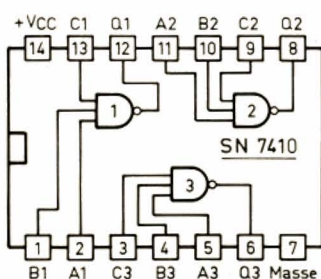 +VCC C1 Q1 A2 B2 C2 Q2
14 13 12 11 10 9 8
1 2
SN 7410
3
1 2 3 4 5 6 7
B1 A1 C3 B3 A3 Q3 Masse